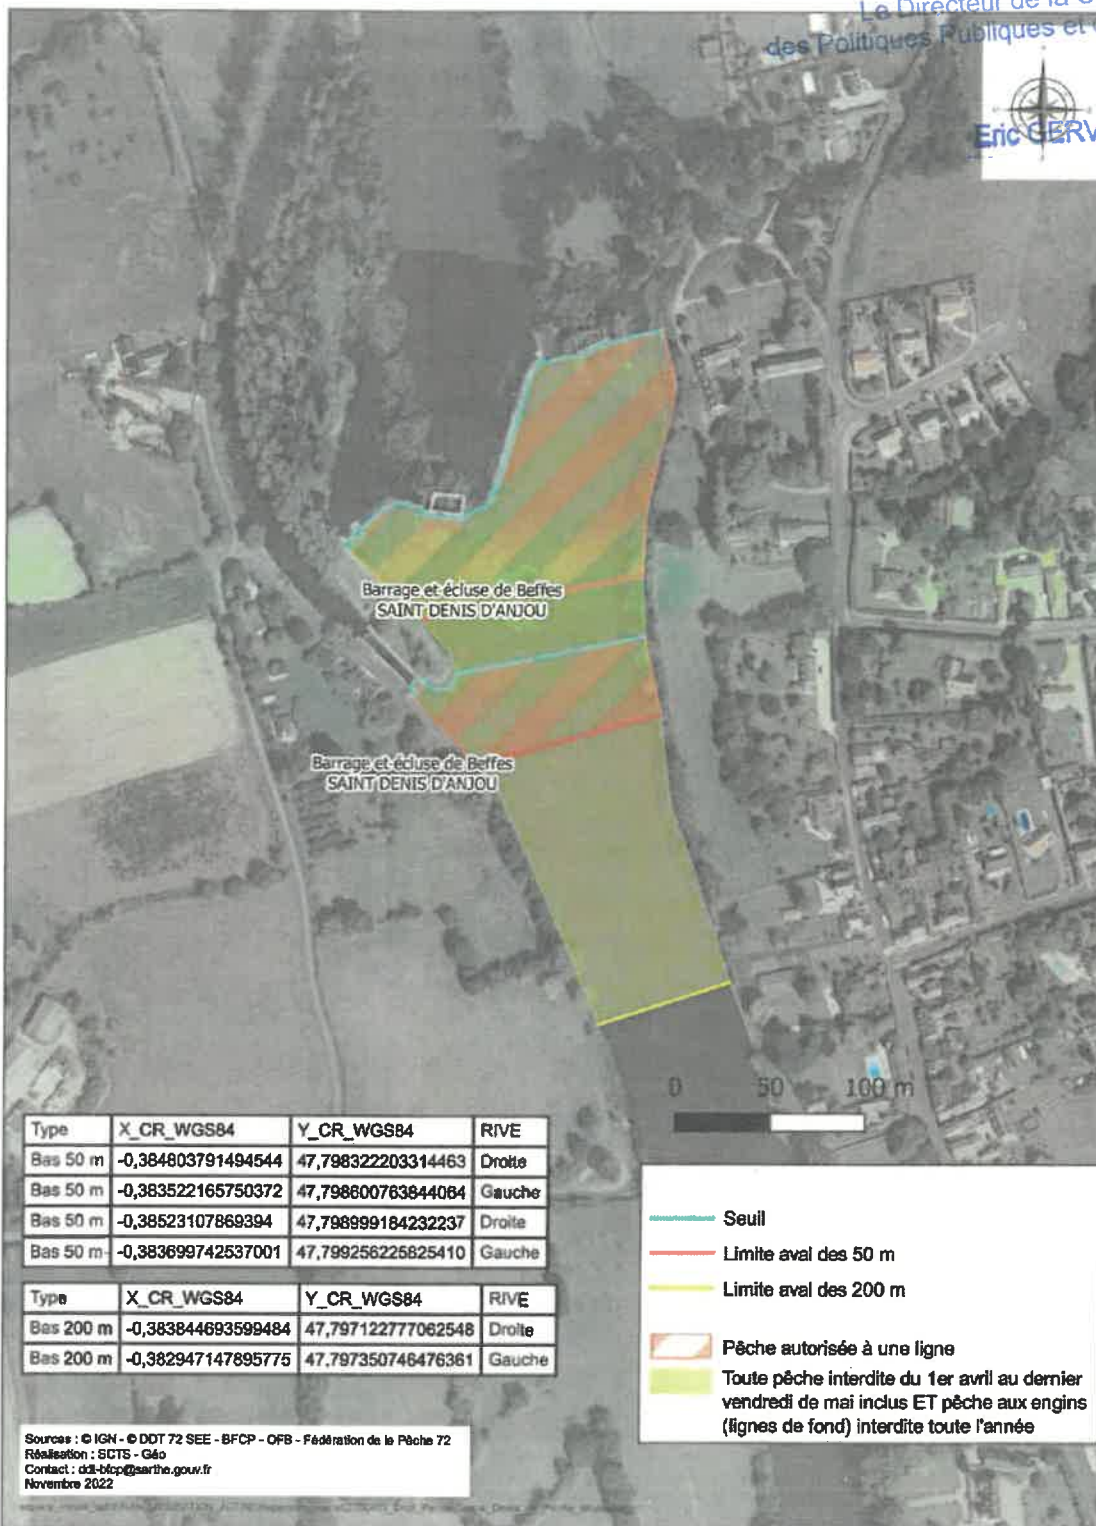 Le Directeur de la
des Politiques Publiques et
Eric GERV
Barrage et écluse de Beffes
SAINT DENIS D'ANJOU
Barrage et écluse de Beffes
SAINT DENIS D'ANJOU
0 50 100 m
Type X_CR_WGS84 Y_CR_WGS84 RIVE
Bas 50 m -0,384803791494544 47,798322203314463 Droite
Bas 50 m -0,383522165750372 47,798600763844064 Gauche
Bas 50 m -0,38523107869394 47,798999184232237 Droite
Bas 50 m -0,383699742537001 47,799256225825410 Gauche
Type X_CR_WGS84 Y_CR_WGS84 RIVE
Bas 200 m -0,383844693599484 47,797122777062548 Droite
Bas 200 m -0,382947147895775 47,797350746476361 Gauche
Seuil
Limite aval des 50 m
Limite aval des 200 m
Pêche autorisée à une ligne
Toute pêche interdite du 1er avril au dernier
vendredi de mai inclus ET pêche aux engins
(lignes de fond) interdite toute l'année
Sources : © IGN - © DDT 72 SEE - BFCP - OFB - Fédération de la Pêche 72
Réalisation : SCTS - Géo
Contact : ddt-bfcp@sarthe.gouv.fr
Novembre 2022